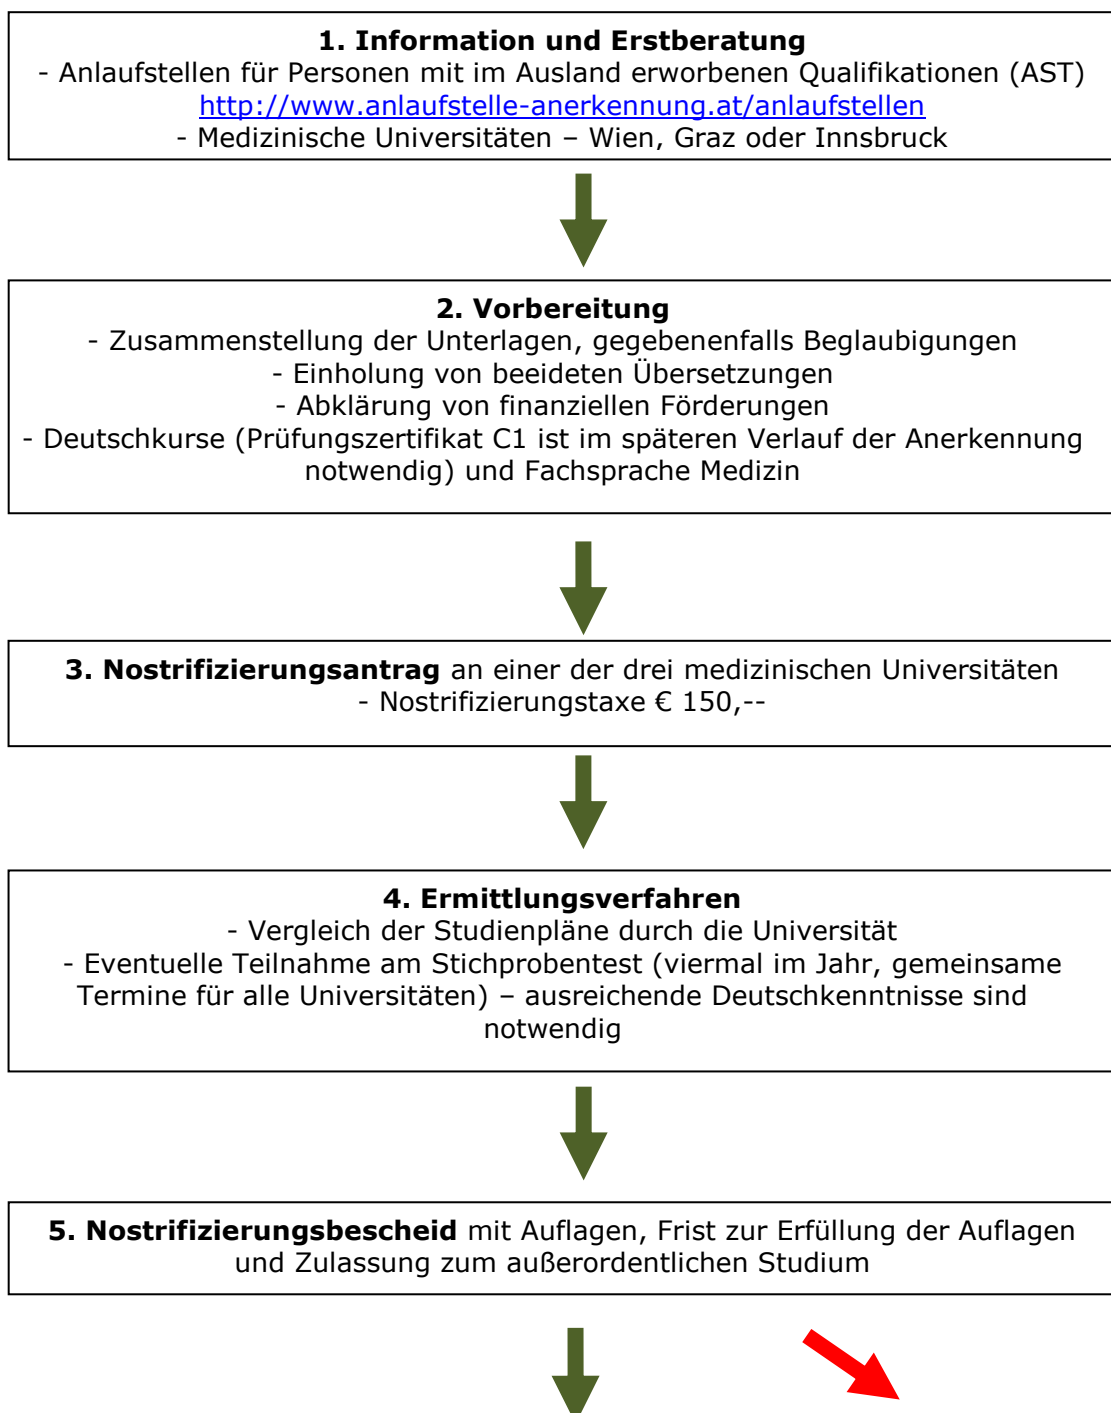 1. Information und Erstberatung
- Anlaufstellen für Personen mit im Ausland erworbenen Qualifikationen (AST)
http://www.anlaufstelle-anerkennung.at/anlaufstellen
- Medizinische Universitäten – Wien, Graz oder Innsbruck
2. Vorbereitung
- Zusammenstellung der Unterlagen, gegebenenfalls Beglaubigungen
- Einholung von beeideten Übersetzungen
- Abklärung von finanziellen Förderungen
- Deutschkurse (Prüfungszertifikat C1 ist im späteren Verlauf der Anerkennung
notwendig) und Fachsprache Medizin
3. Nostrifizierungsantrag an einer der drei medizinischen Universitäten
- Nostrifizierungstaxe € 150,--
4. Ermittlungsverfahren
- Vergleich der Studienpläne durch die Universität
- Eventuelle Teilnahme am Stichprobentest (viermal im Jahr, gemeinsame
Termine für alle Universitäten) – ausreichende Deutschkenntnisse sind
notwendig
5. Nostrifizierungsbescheid mit Auflagen, Frist zur Erfüllung der Auflagen
und Zulassung zum außerordentlichen Studium